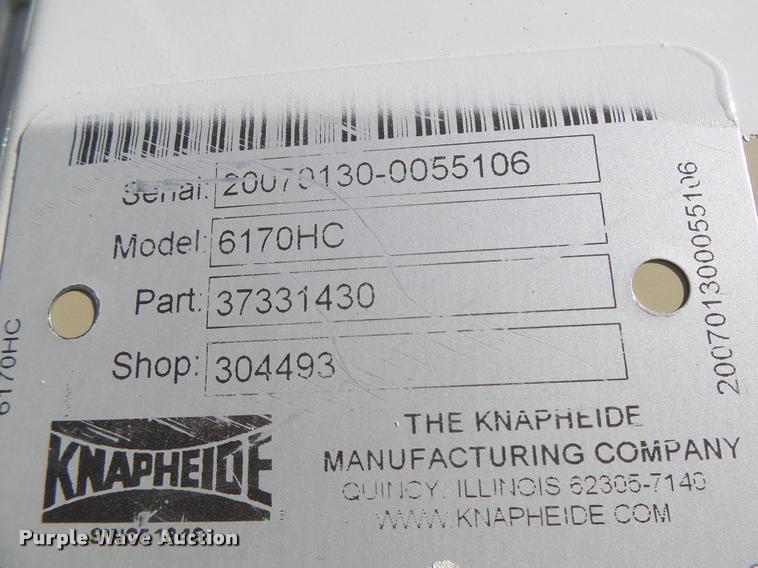 Serial: 20070130-0055106
Model: 6170HC
Part: 37331430
Shop: 304493
KNAPHEIDE
THE KNAPHEIDE
MANUFACTURING COMPANY
QUINCY, ILLINOIS 62305-7140
WWW.KNAPHEIDE.COM
200701300055106
6170HC
Purple Wave Auction